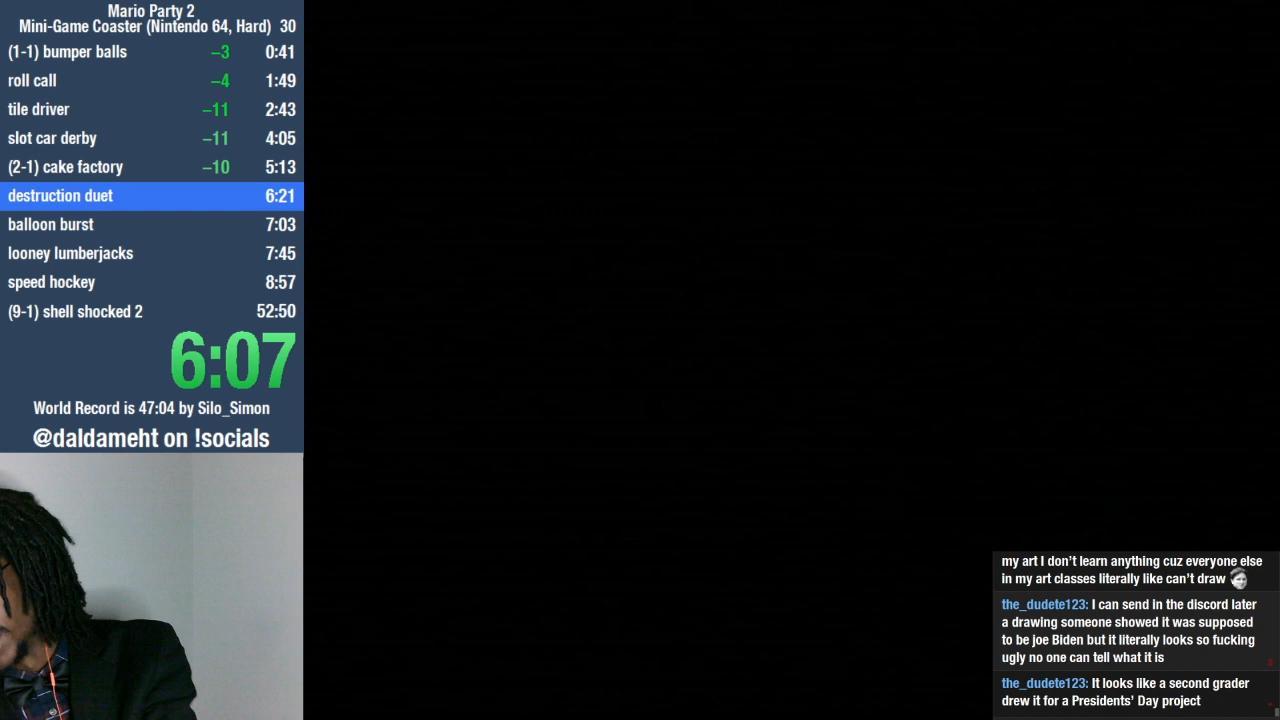 Mario Party 2
Mini-Game Coaster (Nintendo 64, Hard) 30
(1-1) bumper balls −3 0:41
roll call −4 1:49
tile driver −11 2:43
slot car derby −11 4:05
(2-1) cake factory −10 5:13
destruction duet 6:21
balloon burst 7:03
looney lumberjacks 7:45
speed hockey 8:57
(9-1) shell shocked 2 52:50
6:07
World Record is 47:04 by Silo_Simon
@daldameht on !socials
my art I don't learn anything cuz everyone else
in my art classes literally like can't draw
the_dudete123: I can send in the discord later
a drawing someone showed it was supposed
to be joe Biden but it literally looks so fucking
ugly no one can tell what it is
the_dudete123: It looks like a second grader
drew it for a Presidents' Day project